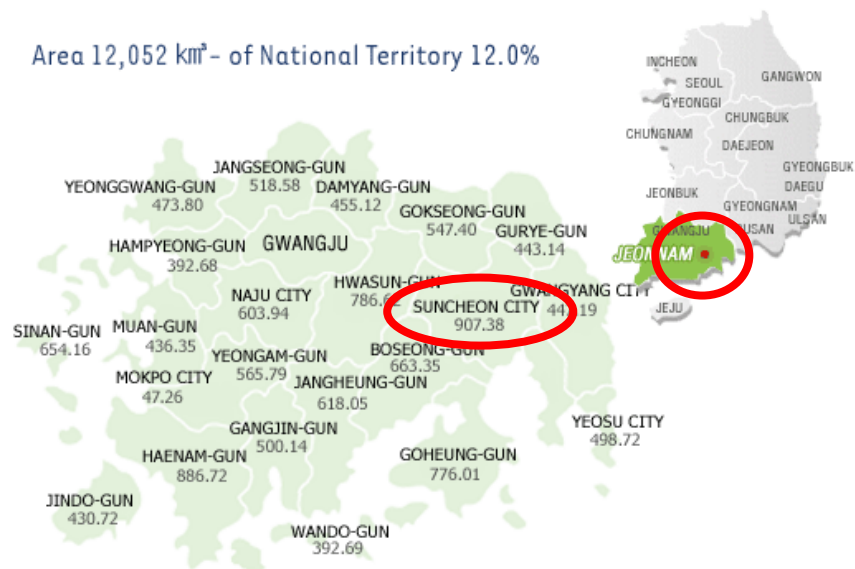 Area 12,052 km³- of National Territory 12.0%
INCHEON
SEOUL
GANGWON
GYEONGGI
CHUNGBUK
CHUNGNAM
DAEJEON
GYEONGBUK
JEONBUK
DAEGU
GYEONGNAM
ULSAN
GWANGJU
BUSAN
JEONNAM
JEJU
JANGSEONG-GUN
518.58
YEONGGWANG-GUN
473.80
DAMYANG-GUN
455.12
GOKSEONG-GUN
547.40
GURYE-GUN
443.14
HAMPYEONG-GUN
392.68
GWANGJU
HWASUN-GUN
NAJU CITY
603.94
GWANGYANG CITY
SUNCHEON CITY
907.38
SINAN-GUN
654.16
MUAN-GUN
436.35
YEONGAM-GUN
565.79
BOSEONG-GUN
663.35
MOKPO CITY
47.26
JANGHEUNG-GUN
618.05
YEOSU CITY
498.72
GANGJIN-GUN
500.14
HAENAM-GUN
886.72
GOHEUNG-GUN
776.01
JINDO-GUN
430.72
WANDO-GUN
392.69